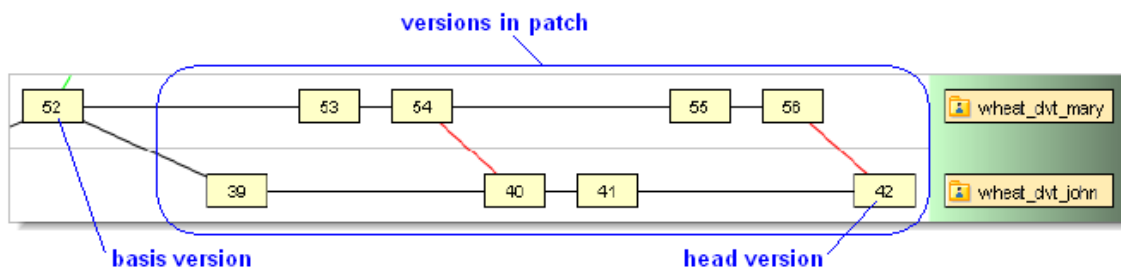 versions in patch
52 53 54 55 56 wheat_dvt_mary
39 40 41 42 wheat_dvt_john
basis version head version